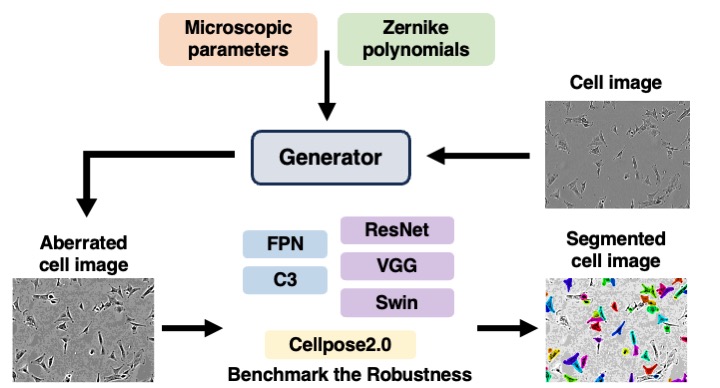 Microscopic
parameters
Zernike
polynomials
Cell image
Generator
Aberrated
cell image
FPN
C3
ResNet
VGG
Swin
Cellpose2.0
Benchmark the Robustness
Segmented
cell image